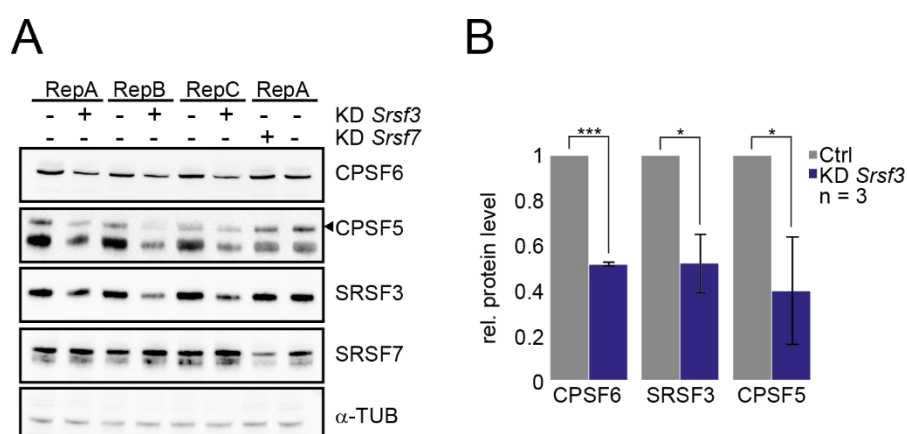 A
RepA RepB RepC RepA
- + - + - + - - KD Srsf3
- - - - - - + - KD Srsf7
CPSF6
CPSF5
SRSF3
SRSF7
α-TUB
B
rel. protein level
1
0.8
0.6
0.4
0.2
0
*** * *
Ctrl
KD Srsf3
n = 3
CPSF6 SRSF3 CPSF5